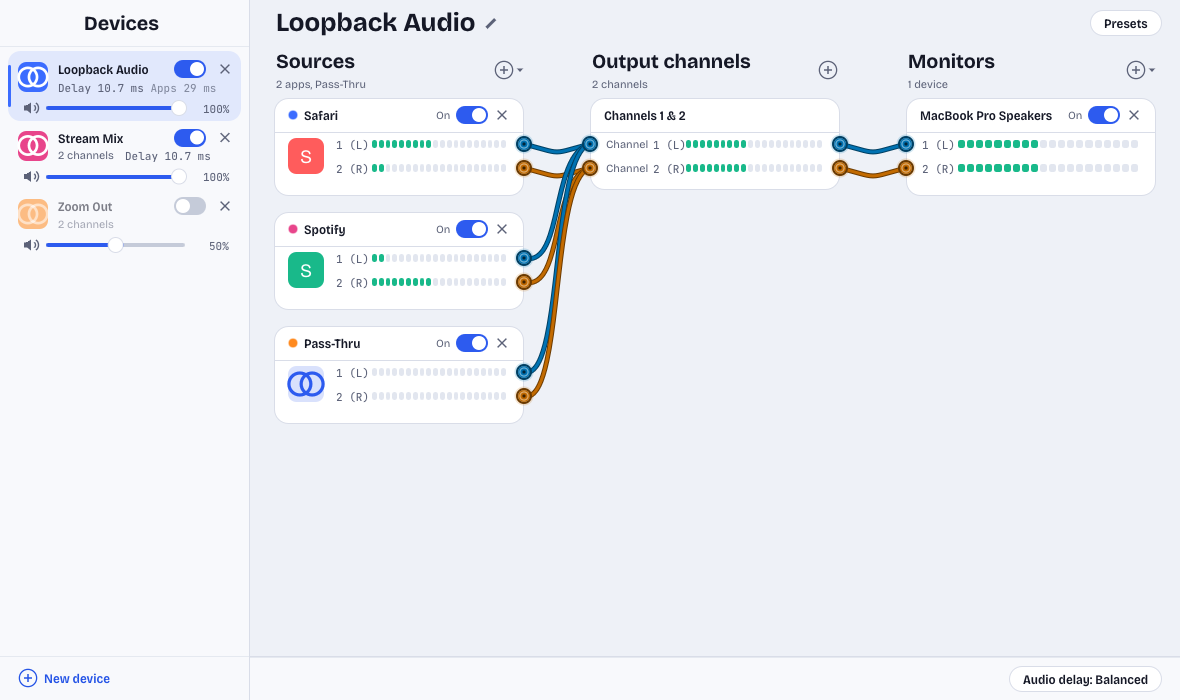 Devices
Loopback Audio
Delay 10.7 ms Apps 29 ms
100%
Stream Mix
2 channels Delay 10.7 ms
100%
Zoom Out
2 channels
50%
New device
Loopback Audio
Presets
Sources
2 apps, Pass-Thru
Safari On
S
1 (L)
2 (R)
Spotify On
S
1 (L)
2 (R)
Pass-Thru On
1 (L)
2 (R)
Output channels
2 channels
Channels 1 & 2
Channel 1 (L)
Channel 2 (R)
Monitors
1 device
MacBook Pro Speakers On
1 (L)
2 (R)
Audio delay: Balanced